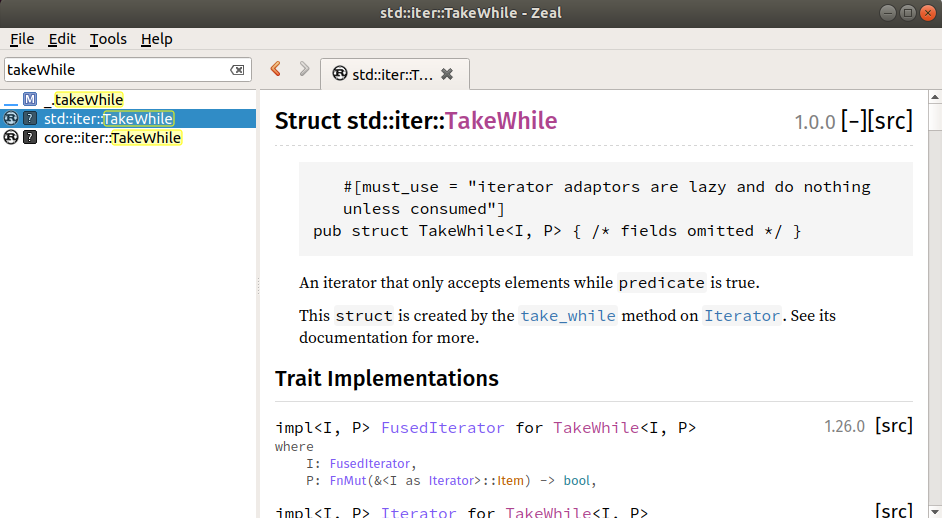 std::iter::TakeWhile - Zeal
File Edit Tools Help
takeWhile
std::iter::T...
M _.takeWhile
? std::iter::TakeWhile
? core::iter::TakeWhile
Struct std::iter::TakeWhile 1.0.0 [−][src]
#[must_use = "iterator adaptors are lazy and do nothing
unless consumed"]
pub struct TakeWhile<I, P> { /* fields omitted */ }
An iterator that only accepts elements while predicate is true.
This struct is created by the take_while method on Iterator. See its
documentation for more.
Trait Implementations
impl<I, P> FusedIterator for TakeWhile<I, P> 1.26.0 [src]
where
I: FusedIterator,
P: FnMut(&<I as Iterator>::Item) -> bool,
impl<I, P> Iterator for TakeWhile<I, P> [src]